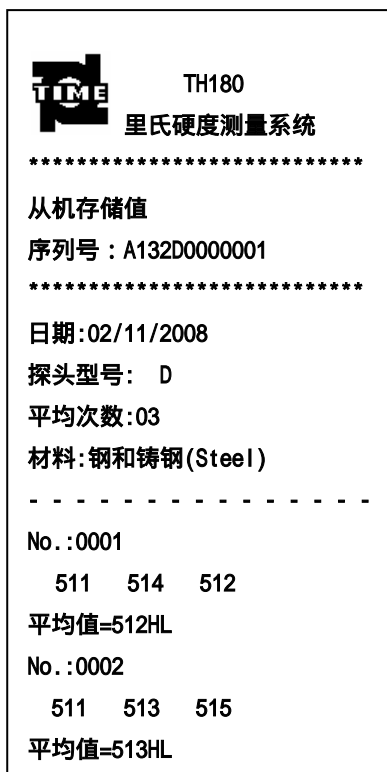 TIME
TH180
里氏硬度测量系统
****************************
从机存储值
序列号：A132D0000001
****************************
日期:02/11/2008
探头型号: D
平均次数:03
材料:钢和铸钢(Steel)
- - - - - - - - - - - - - - -
No.:0001
511 514 512
平均值=512HL
No.:0002
511 513 515
平均值=513HL